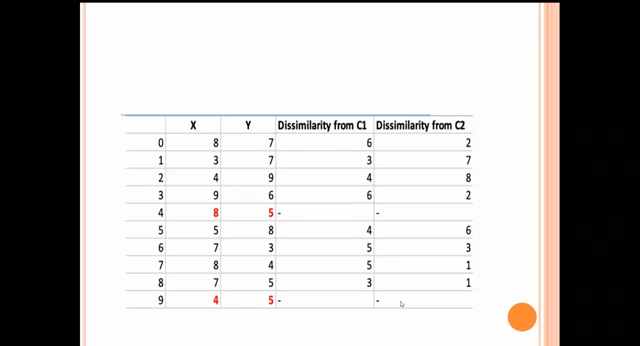 X Y Dissimilarity from C1 Dissimilarity from C2
0 8 7 6 2
1 3 7 3 7
2 4 9 4 8
3 9 6 6 2
4 8 5 - -
5 5 8 4 6
6 7 3 5 3
7 8 4 5 1
8 7 5 3 1
9 4 5 - -